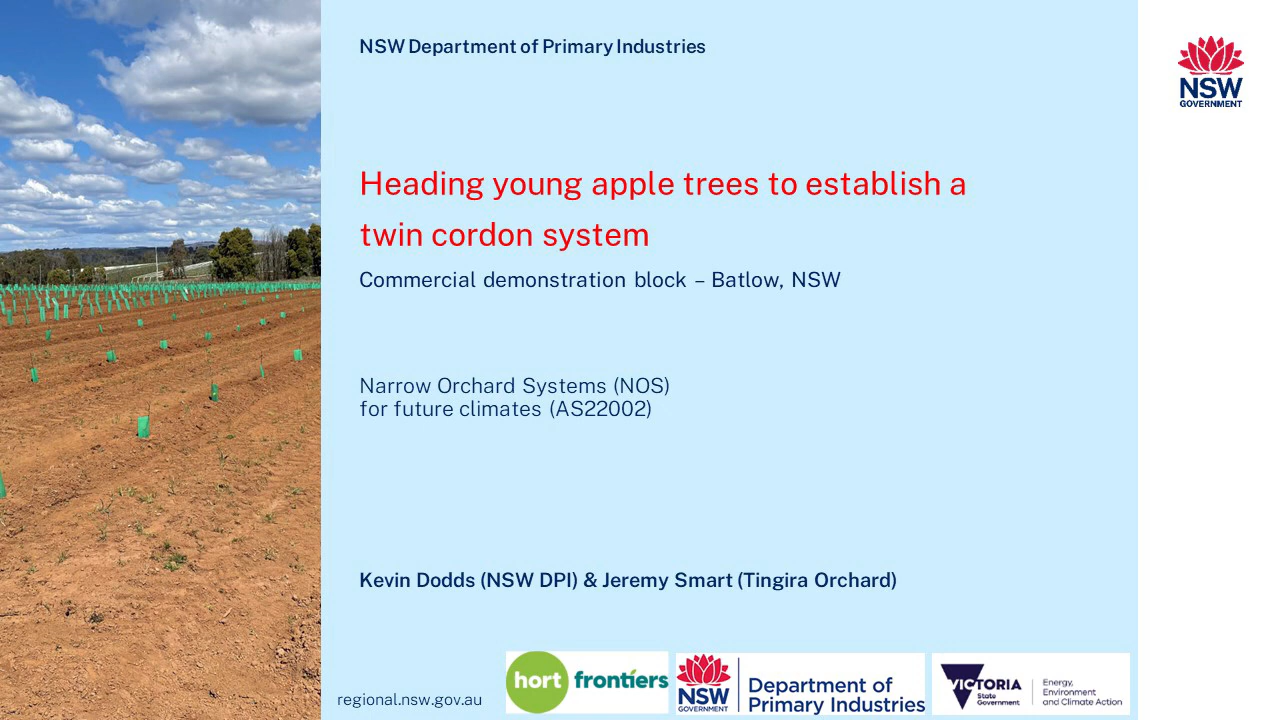 NSW Department of Primary Industries
NSW
GOVERNMENT
Heading young apple trees to establish a
twin cordon system
Commercial demonstration block – Batlow, NSW
Narrow Orchard Systems (NOS)
for future climates (AS22002)
Kevin Dodds (NSW DPI) & Jeremy Smart (Tingira Orchard)
regional.nsw.gov.au
hort frontiers
NSW
GOVERNMENT
Department of
Primary Industries
VICTORIA
State
Government
Energy,
Environment
and Climate Action